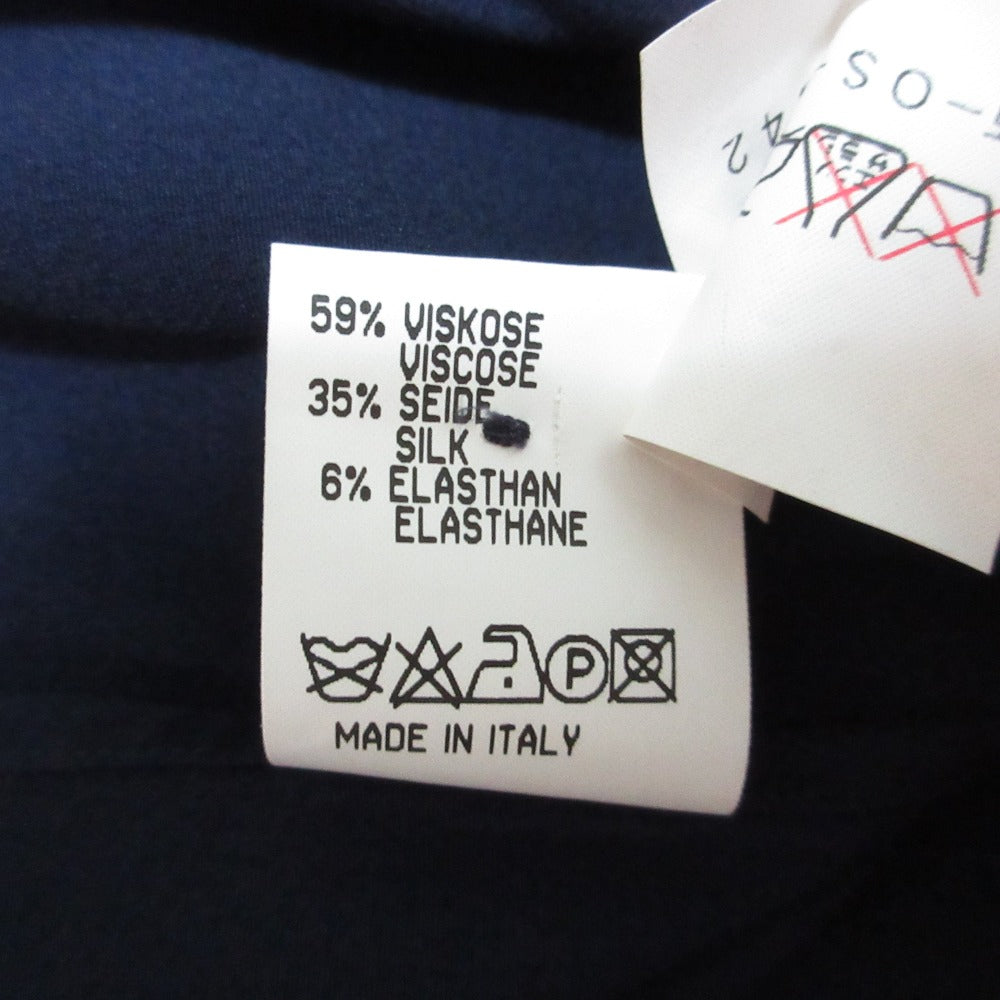 59% VISKOSE
VISCOSE
35% SEIDE
SILK
6% ELASTHAN
ELASTHANE
P
MADE IN ITALY